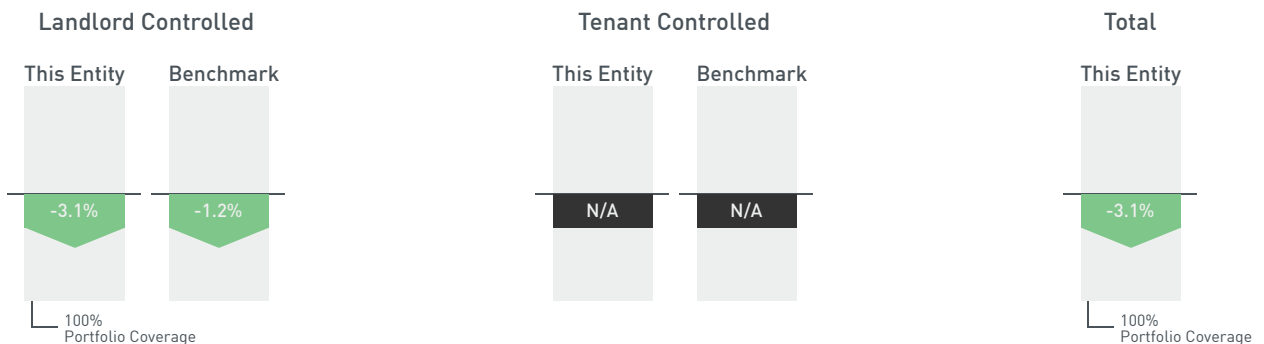 Landlord Controlled
Tenant Controlled
Total
This Entity
Benchmark
This Entity
Benchmark
This Entity
-3.1%
-1.2%
N/A
N/A
-3.1%
100%
Portfolio Coverage
100%
Portfolio Coverage